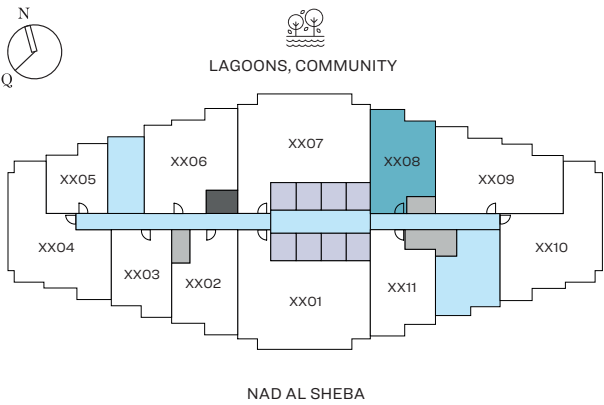 N
Q
LAGOONS, COMMUNITY
XX07
XX06
XX08
XX05
XX09
XX04
XX10
XX03
XX02
XX11
XX01
NAD AL SHEBA